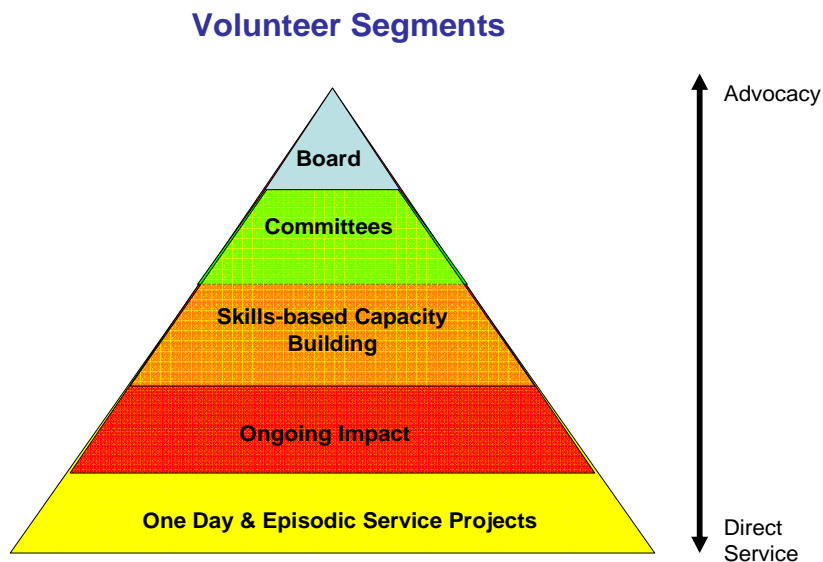 Volunteer Segments
Advocacy
Board
Committees
Skills-based Capacity
Building
Ongoing Impact
One Day & Episodic Service Projects
Direct
Service